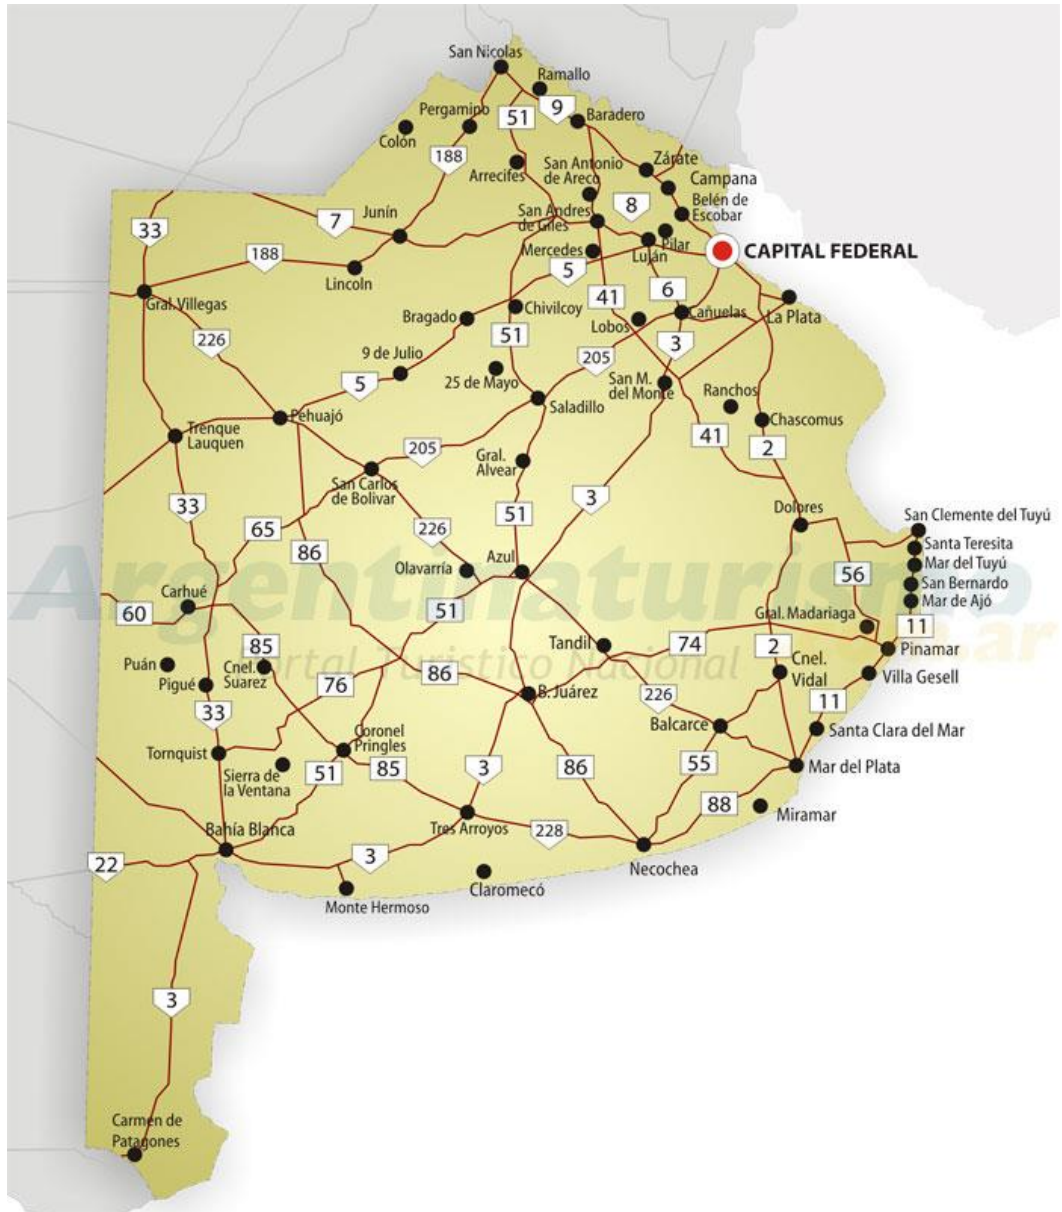 San Nicolas
Ramallo
Pergamino
9
51
Baradero
Colón
188
San Antonio
de Areco
Zárate
Arrecifes
Campana
8
Belén de
Escobar
7
Junín
San Andres
de Giles
33
Pilar
188
Mercedes
Luján
CAPITAL FEDERAL
5
Lincoln
6
41
Gral. Villegas
Chivilcoy
Bragado
Lobos
Cañuelas
La Plata
226
51
3
9 de Julio
205
5
25 de Mayo
San M.
del Monte
Ranchos
Saladillo
Pehuajó
Chascomus
Trenque
Lauquen
41
2
205
Gral.
Alvear
San Carlos
de Bolivar
3
33
Dolores
51
San Clemente del Tuyú
65
226
Santa Teresita
86
Azul
Mar del Tuyú
Olavarría
56
San Bernardo
Carhué
Mar de Ajó
60
51
Gral. Madariaga
11
Argentinaturismo
.com.ar
Portal Turistico Nacional
85
Tandil
74
2
Pinamar
Puán
Cnel.
Suarez
86
Cnel.
Vidal
Villa Gesell
Pigué
76
B. Juárez
226
11
33
Balcarce
Santa Clara del Mar
Coronel
Pringles
Tornquist
55
Mar del Plata
Sierra de
la Ventana
51
85
3
86
88
Miramar
Bahía Blanca
Tres Arroyos
228
22
3
Necochea
Claromecó
Monte Hermoso
3
Carmen de
Patagones